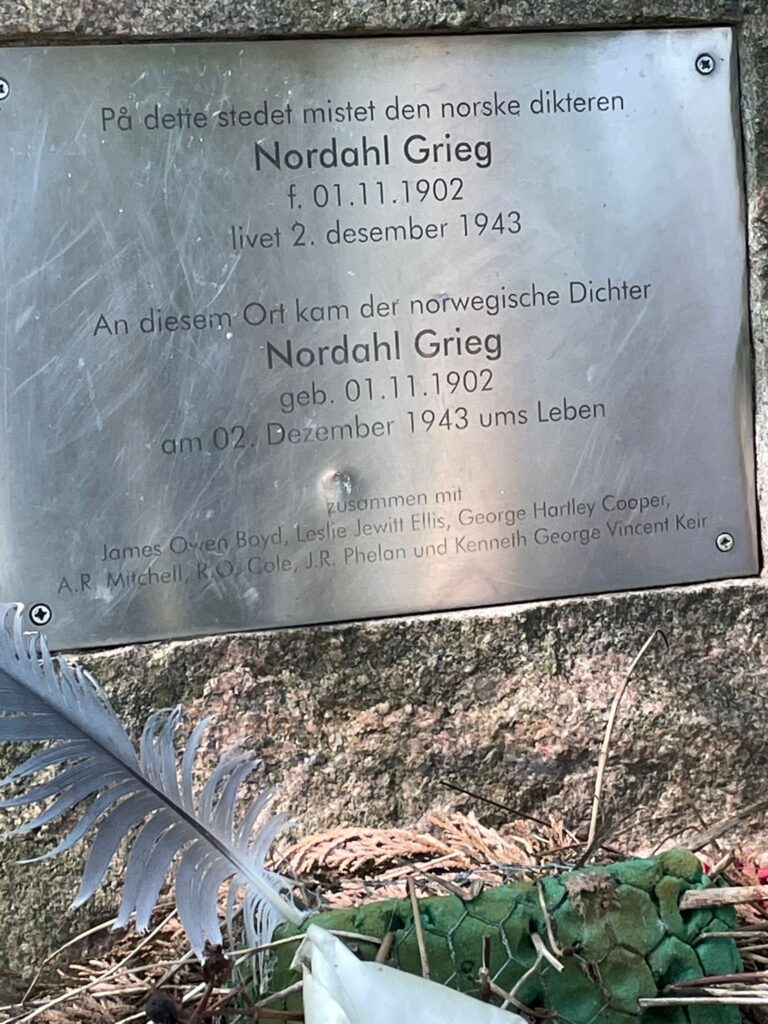 På dette stedet mistet den norske dikteren
Nordahl Grieg
f. 01.11.1902
livet 2. desember 1943
An diesem Ort kam der norwegische Dichter
Nordahl Grieg
geb. 01.11.1902
am 02. Dezember 1943 ums Leben
zusammen mit
James Owen Boyd, Leslie Jewitt Ellis, George Hartley Cooper,
A.R. Mitchell, R.O. Cole, J.R. Phelan und Kenneth George Vincent Keir